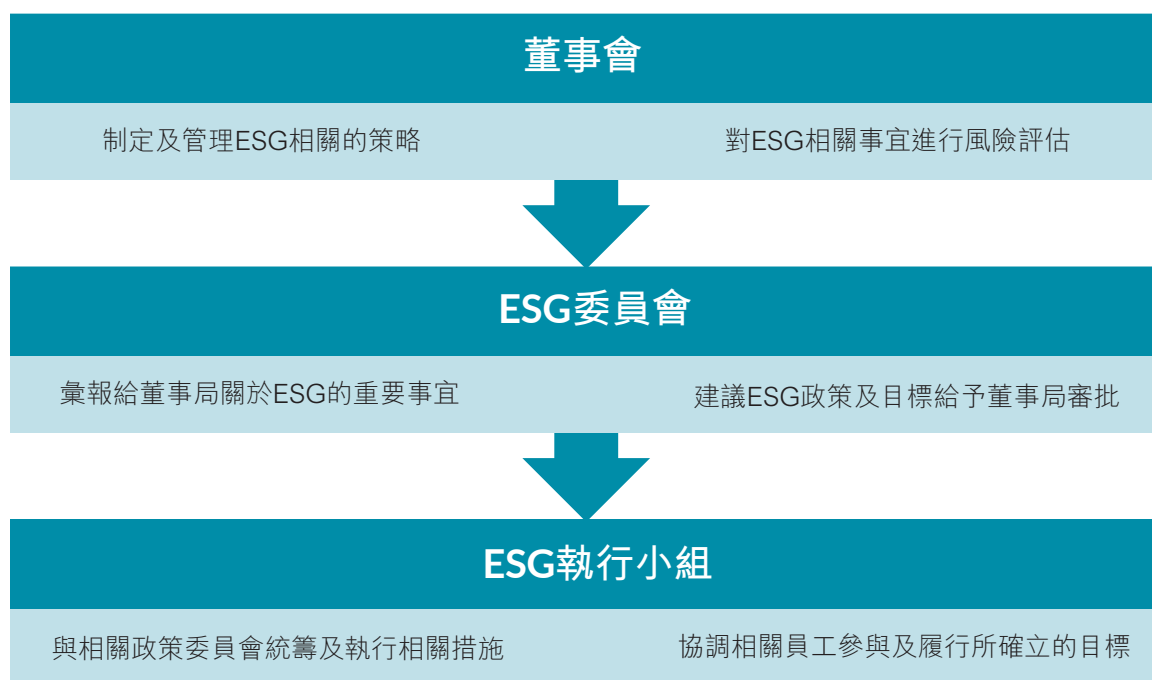 董事會
制定及管理ESG相關的策略
對ESG相關事宜進行風險評估
ESG委員會
彙報給董事局關於ESG的重要事宜
建議ESG政策及目標給予董事局審批
ESG執行小組
與相關政策委員會統籌及執行相關措施
協調相關員工參與及履行所確立的目標